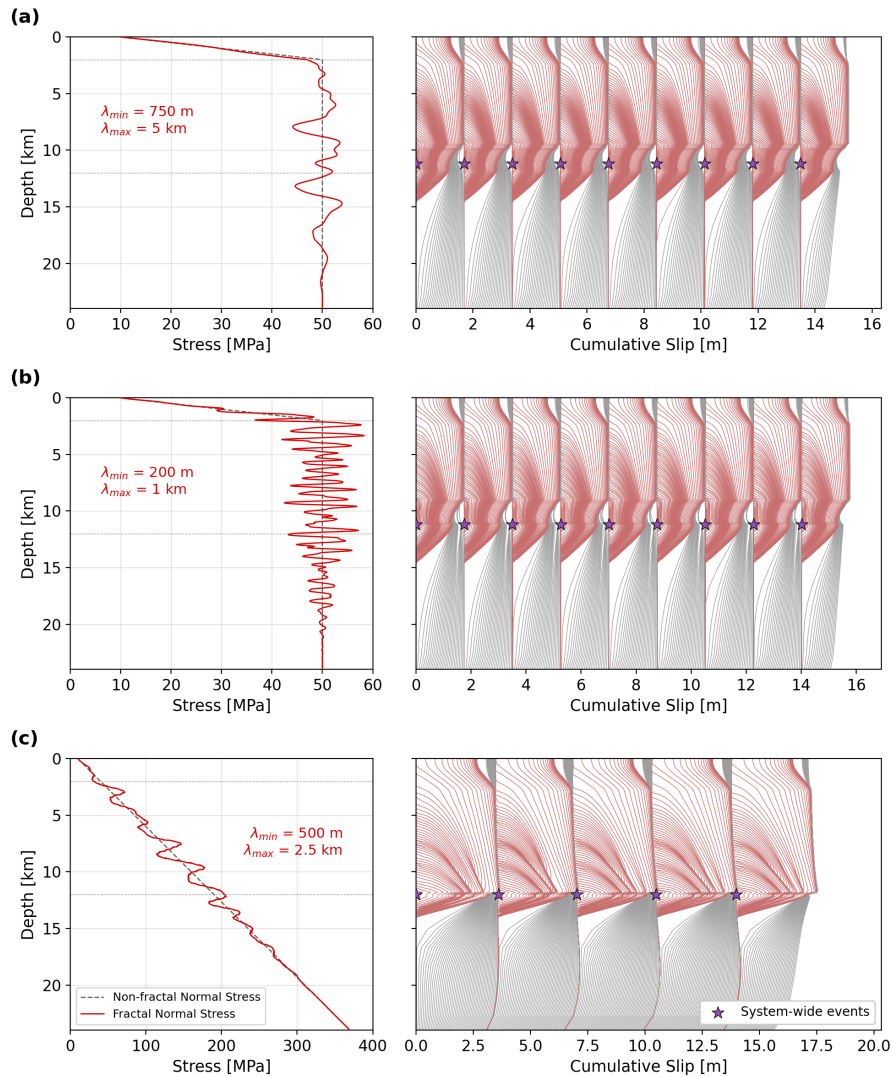 (a)
0
5
10
15
20
Depth [km]
λmin = 750 m
λmax = 5 km
0 10 20 30 40 50 60
Stress [MPa]
0 2 4 6 8 10 12 14 16
Cumulative Slip [m]
(b)
0
5
10
15
20
Depth [km]
λmin = 200 m
λmax = 1 km
0 10 20 30 40 50 60
Stress [MPa]
0 2 4 6 8 10 12 14 16
Cumulative Slip [m]
(c)
0
5
10
15
20
Depth [km]
λmin = 500 m
λmax = 2.5 km
Non-fractal Normal Stress
Fractal Normal Stress
0 100 200 300 400
Stress [MPa]
System-wide events
0.0 2.5 5.0 7.5 10.0 12.5 15.0 17.5 20.0
Cumulative Slip [m]